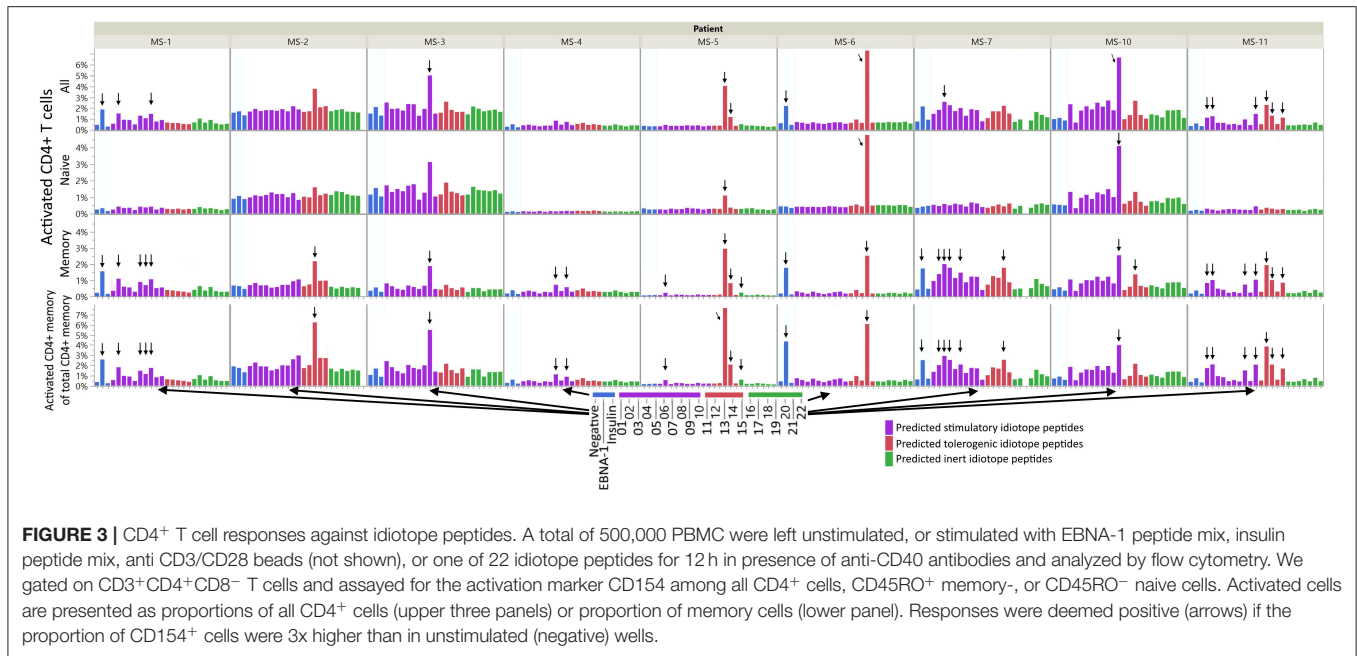 Patient
MS-1 MS-2 MS-3 MS-4 MS-5 MS-6 MS-7 MS-10 MS-11
Activated CD4+ T cells
All
6%
5%
4%
3%
2%
1%
0%
Naive
4%
3%
2%
1%
0%
Memory
4%
3%
2%
1%
0%
Activated CD4+ memory
of total CD4+ memory
7%
6%
5%
4%
3%
2%
1%
0%
Negative
EBNA-1
Insulin
01
02
03
04
05
06
07
08
09
10
11
12
13
14
15
16
17
18
19
20
21
22
Predicted stimulatory idiotope peptides
Predicted tolerogenic idiotope peptides
Predicted inert idiotope peptides
FIGURE 3 | CD4+ T cell responses against idiotope peptides. A total of 500,000 PBMC were left unstimulated, or stimulated with EBNA-1 peptide mix, insulin
peptide mix, anti CD3/CD28 beads (not shown), or one of 22 idiotope peptides for 12 h in presence of anti-CD40 antibodies and analyzed by flow cytometry. We
gated on CD3+CD4+CD8− T cells and assayed for the activation marker CD154 among all CD4+ cells, CD45RO+ memory-, or CD45RO− naive cells. Activated cells
are presented as proportions of all CD4+ cells (upper three panels) or proportion of memory cells (lower panel). Responses were deemed positive (arrows) if the
proportion of CD154+ cells were 3x higher than in unstimulated (negative) wells.